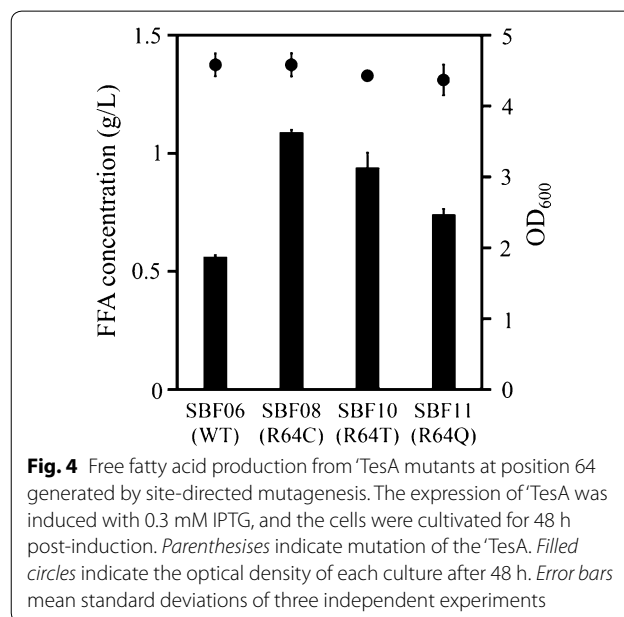 1.5
1
0.5
0
FFA concentration (g/L)
5
4
3
2
1
0
OD600
SBF06 SBF08 SBF10 SBF11
(WT) (R64C) (R64T) (R64Q)
Fig. 4 Free fatty acid production from ‘TesA mutants at position 64
generated by site-directed mutagenesis. The expression of ‘TesA was
induced with 0.3 mM IPTG, and the cells were cultivated for 48 h
post-induction. Parenthesises indicate mutation of the ‘TesA. Filled
circles indicate the optical density of each culture after 48 h. Error bars
mean standard deviations of three independent experiments